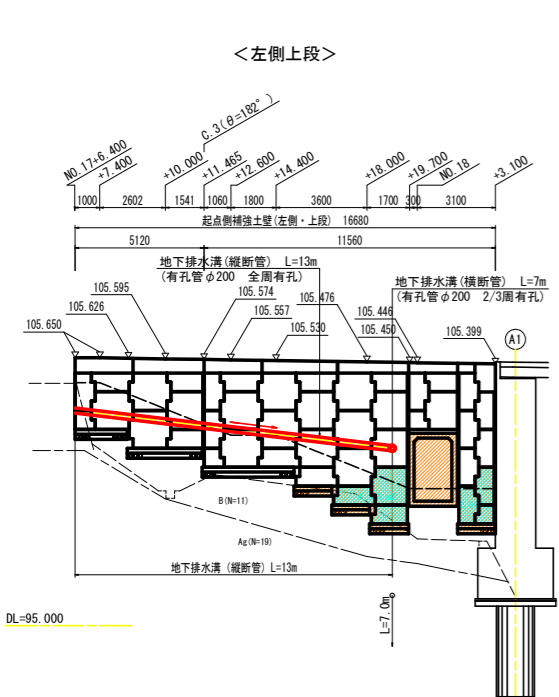 ＜左側上段＞
C.3(θ=182°)
NO.17+6.400
+7.400
+10.000
+11.465
+12.600
+14.400
+18.000
+19.700
NO.18
+3.100
1000
2602
1541
1060
1800
3600
1700
300
3100
起点側補強土壁(左側・上段) 16680
5120
11560
地下排水溝(縦断管) L=13m
(有孔管φ200 全周有孔)
地下排水溝(横断管) L=7m
(有孔管φ200 2/3周有孔)
105.650
105.626
105.595
105.574
105.557
105.530
105.476
105.446
105.450
105.399
A1
B(N=11)
Ag(N=19)
地下排水溝(縦断管)L=13m
L=7.0m
DL=95.000